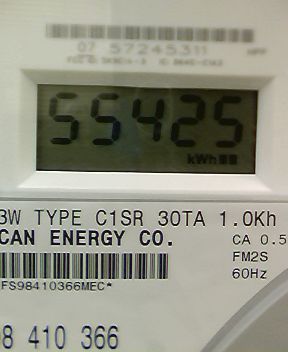 07 57245311
55425
kWh
3W TYPE C1SR 30TA 1.0Kh
CAN ENERGY CO.
CA 0.5
FM2S
60Hz
FS98410366MEC*
98 410 366